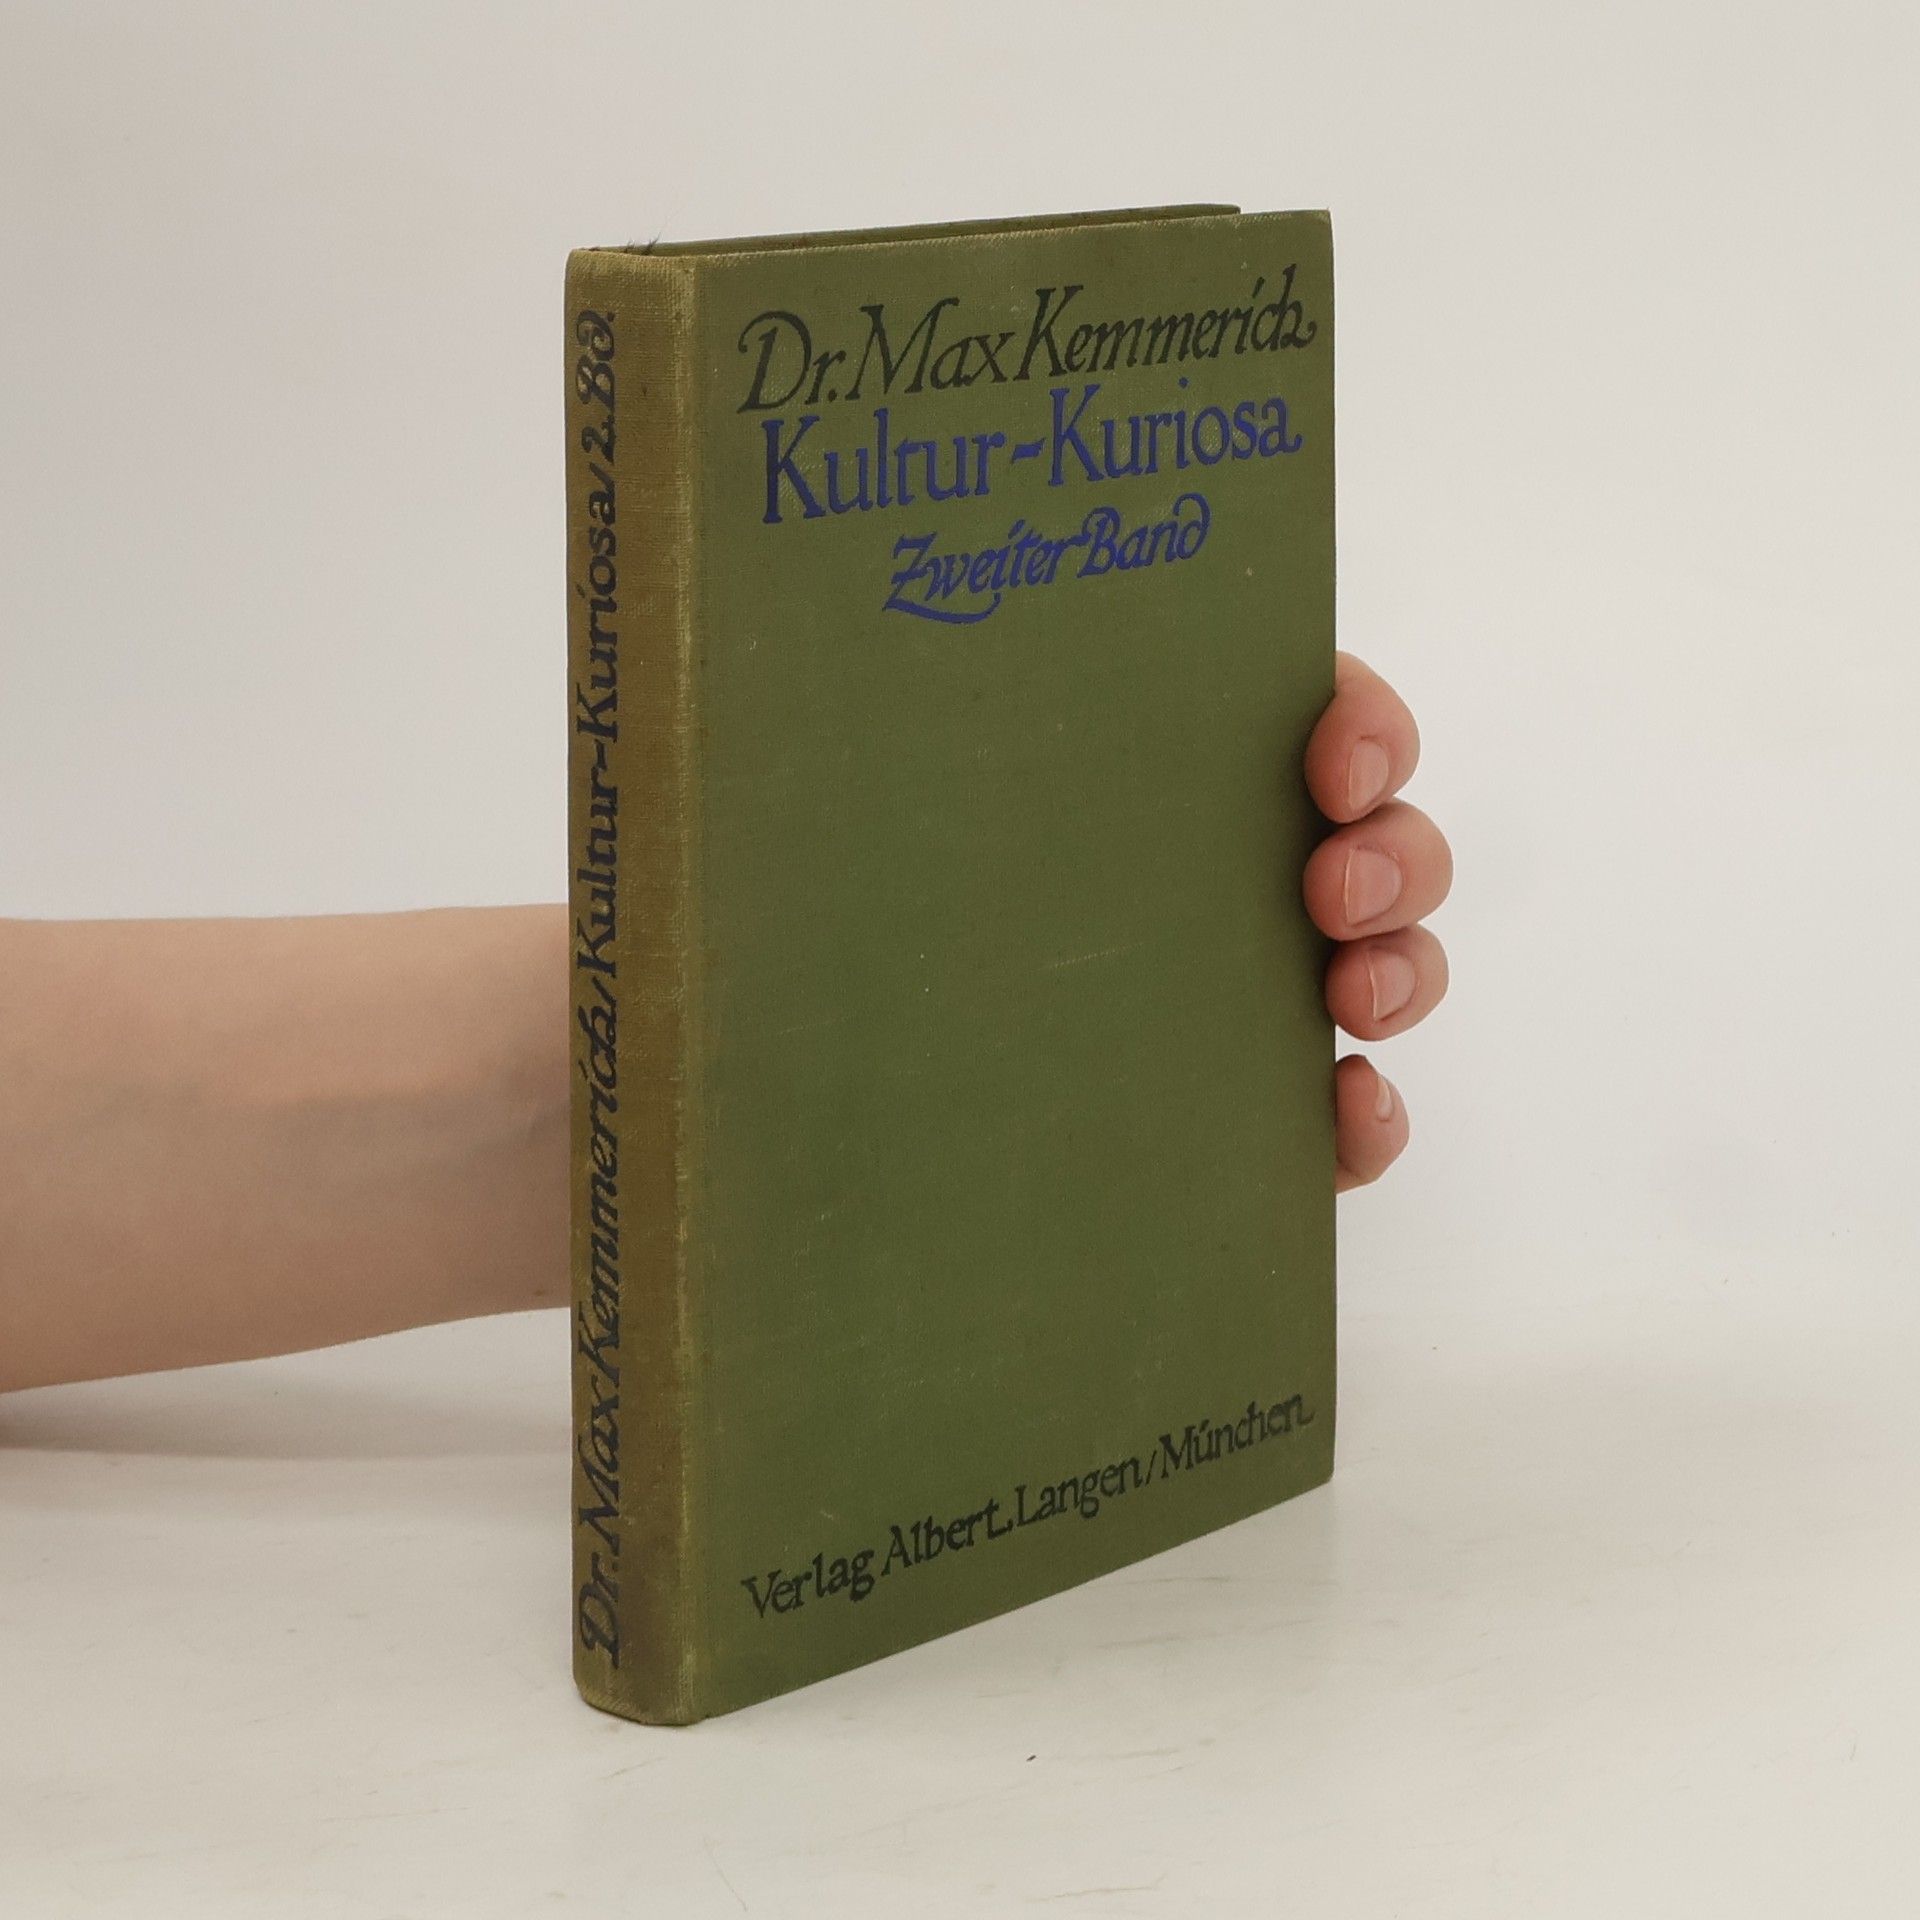 Dr. Max Kemmerich
Kultur-Kuriosa
Zweiter Band
Verlag Albert Langen/München
Dr. Max Kemmerich/Kultur-Kuriosa/2. Bd.